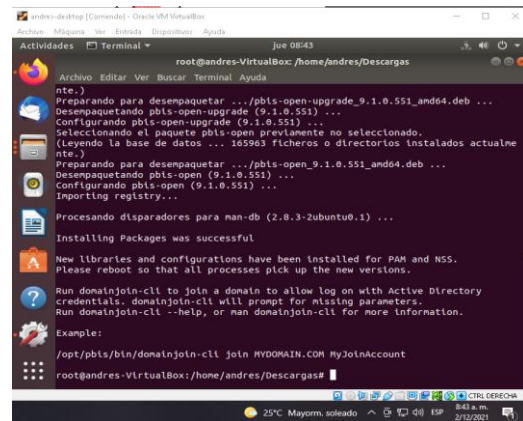 andres-desktop [Corriendo] - Oracle VM VirtualBox
Archivo Máquina Ver Entrada Dispositivos Ayuda
Actividades Terminal jue 08:43
root@andres-VirtualBox: /home/andres/Descargas
Archivo Editar Ver Buscar Terminal Ayuda
nte.)
Preparando para desempaquetar .../pbis-open-upgrade_9.1.0.551_amd64.deb ...
Desempaquetando pbis-open-upgrade (9.1.0.551) ...
Configurando pbis-open-upgrade (9.1.0.551) ...
Seleccionando el paquete pbis-open previamente no seleccionado.
(Leyendo la base de datos ... 165963 ficheros o directorios instalados actualme
nte.)
Preparando para desempaquetar .../pbis-open_9.1.0.551_amd64.deb ...
Desempaquetando pbis-open (9.1.0.551) ...
Configurando pbis-open (9.1.0.551) ...
Importing registry...
Procesando disparadores para man-db (2.8.3-2ubuntu0.1) ...
Installing Packages was successful
New libraries and configurations have been installed for PAM and NSS.
Please reboot so that all processes pick up the new versions.
Run domainjoin-cli to join a domain to allow log on with Active Directory
credentials. domainjoin-cli will prompt for missing parameters.
Run domainjoin-cli --help, or man domainjoin-cli for more information.
Example:
/opt/pbis/bin/domainjoin-cli join MYDOMAIN.COM MyJoinAccount
root@andres-VirtualBox:/home/andres/Descargas#
CTRL DERECHA
25°C Mayorm. soleado ESP 8:43 a. m.
2/12/2021